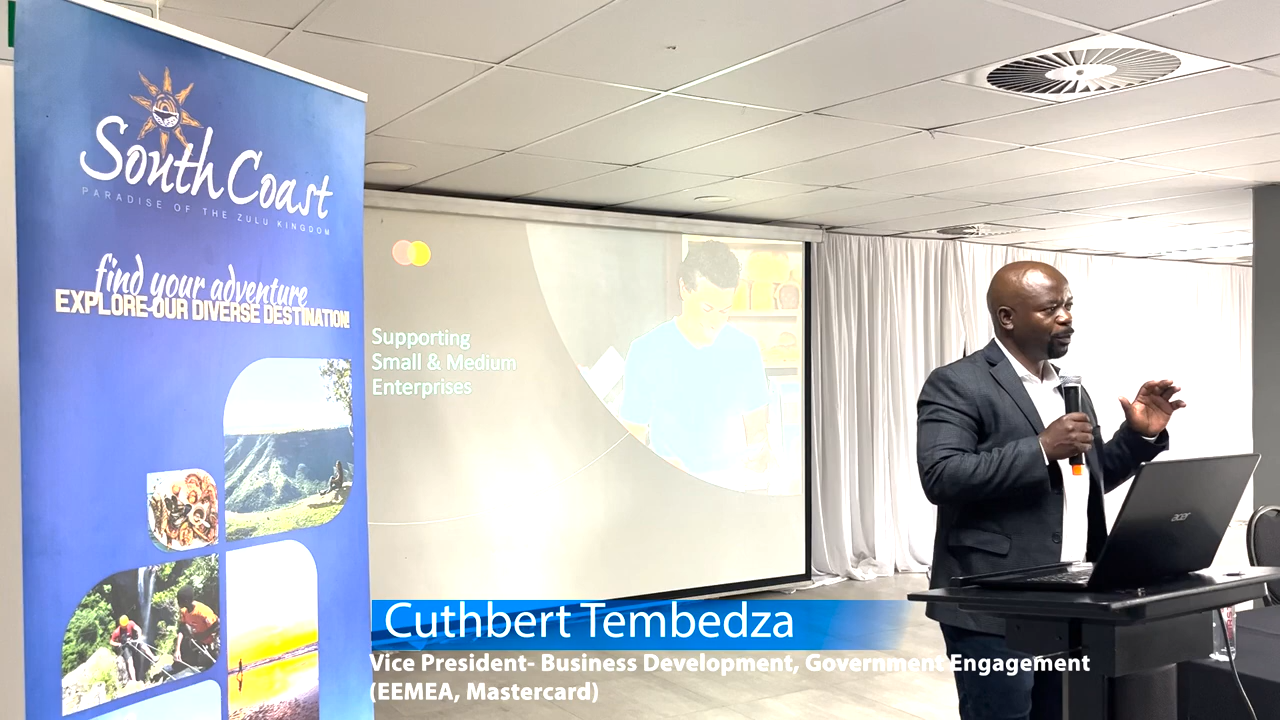 South Coast
PARADISE OF THE ZULU KINGDOM
find your adventure
EXPLORE OUR DIVERSE DESTINATION!
Supporting
Small & Medium
Enterprises
acer
Cuthbert Tembedza
Vice President- Business Development, Government Engagement
(EEMEA, Mastercard)